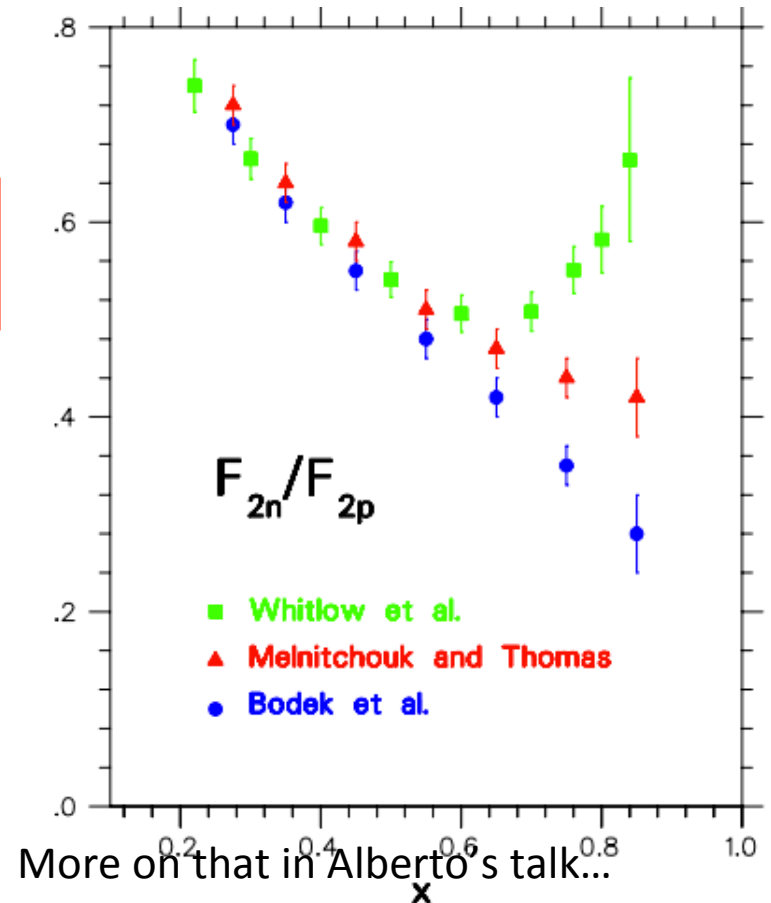 .8
.6
.4
F2n/F2p
.2
Whitlow et al.
Melnitchouk and Thomas
Bodek et al.
.0
0.2 0.4 0.6 0.8 1.0
More on that in Alberto's talk...
x